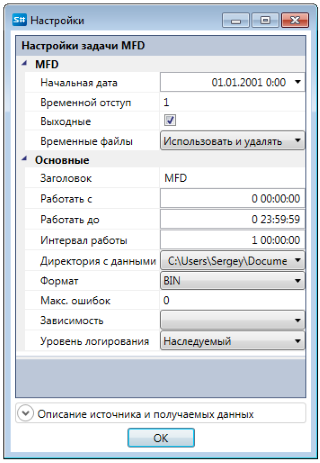 S# Настройки
Настройки задачи MFD
MFD
Начальная дата 01.01.2001 0:00
Временной отступ 1
Выходные
Временные файлы Использовать и удалять
Основные
Заголовок MFD
Работать с 0 00:00:00
Работать до 0 23:59:59
Интервал работы 1 00:00:00
Директория с данными C:\Users\Sergey\Docume
Формат BIN
Макс. ошибок 0
Зависимость
Уровень логирования Наследуемый
Описание источника и получаемых данных
OK